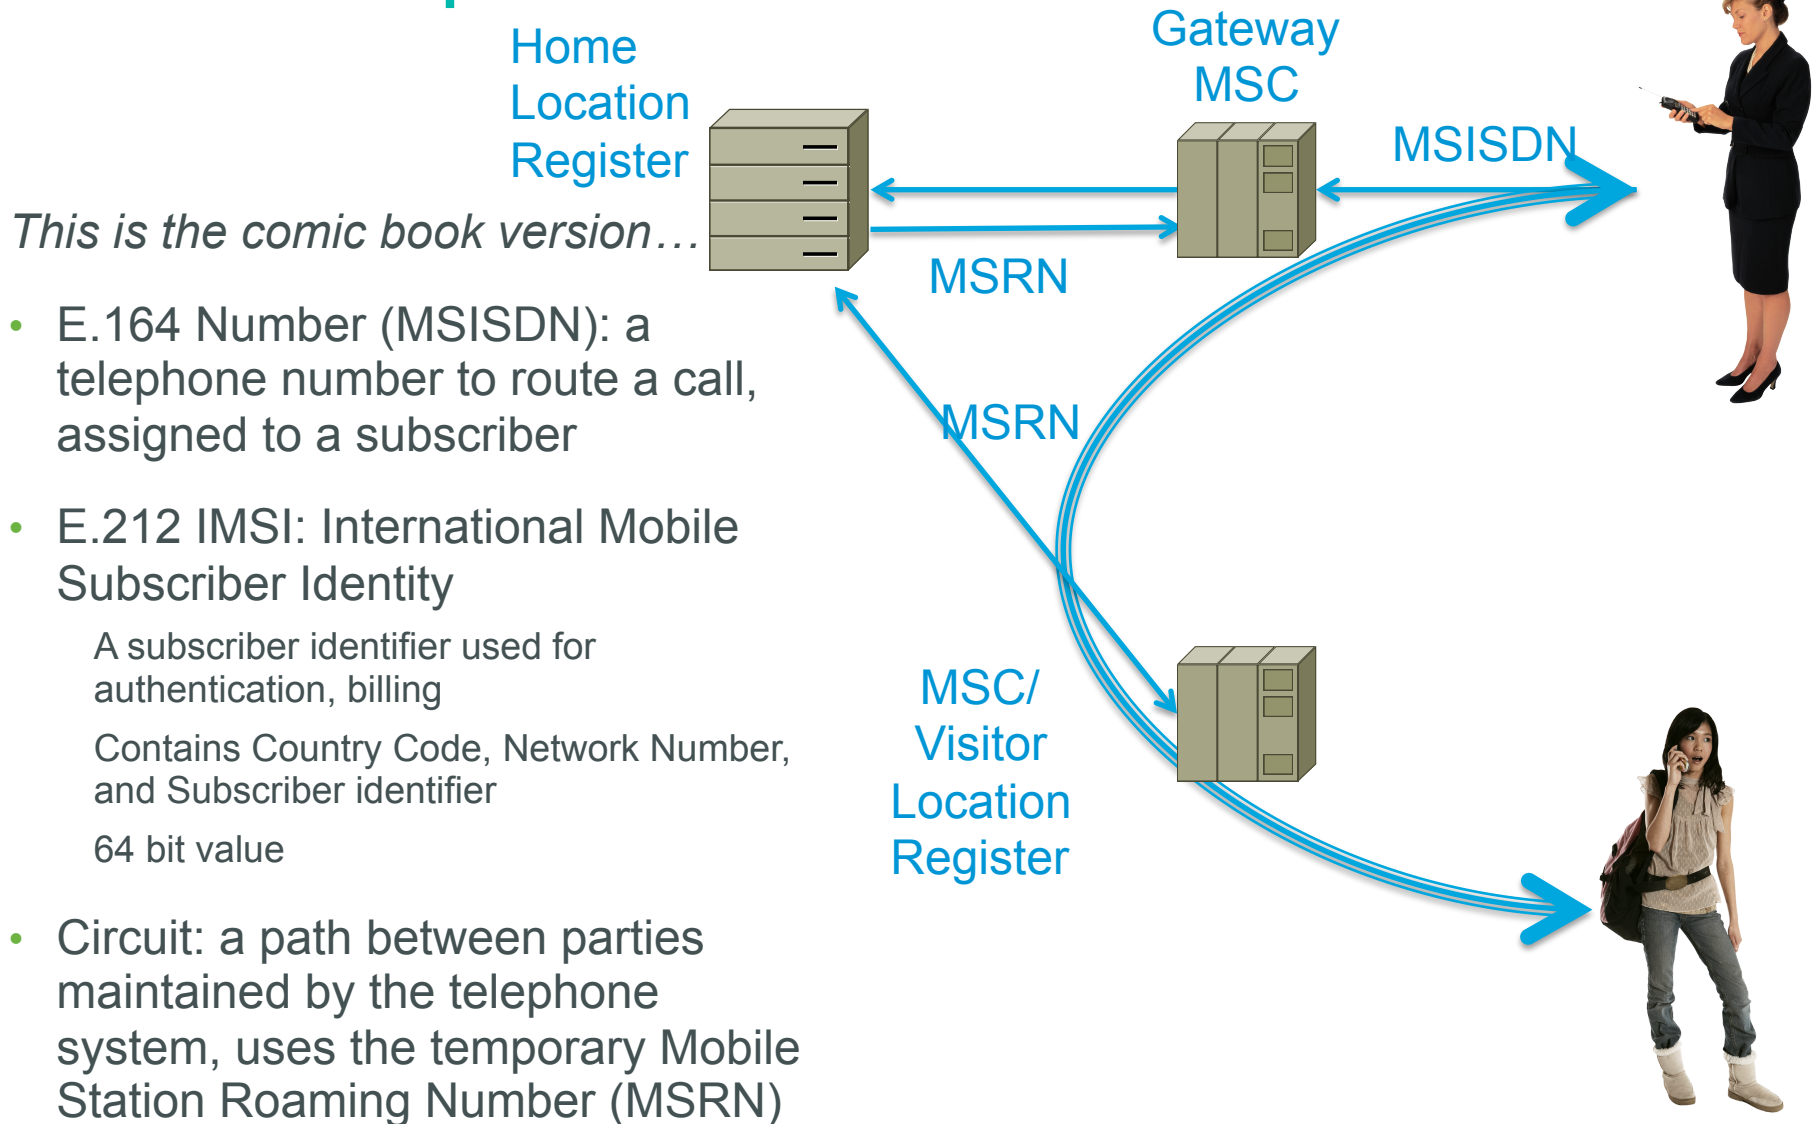 Home
Location
Register
Gateway
MSC
MSISDN
This is the comic book version…
MSRN
• E.164 Number (MSISDN): a
telephone number to route a call,
assigned to a subscriber
MSRN
• E.212 IMSI: International Mobile
Subscriber Identity
A subscriber identifier used for
authentication, billing
Contains Country Code, Network Number,
and Subscriber identifier
64 bit value
MSC/
Visitor
Location
Register
• Circuit: a path between parties
maintained by the telephone
system, uses the temporary Mobile
Station Roaming Number (MSRN)